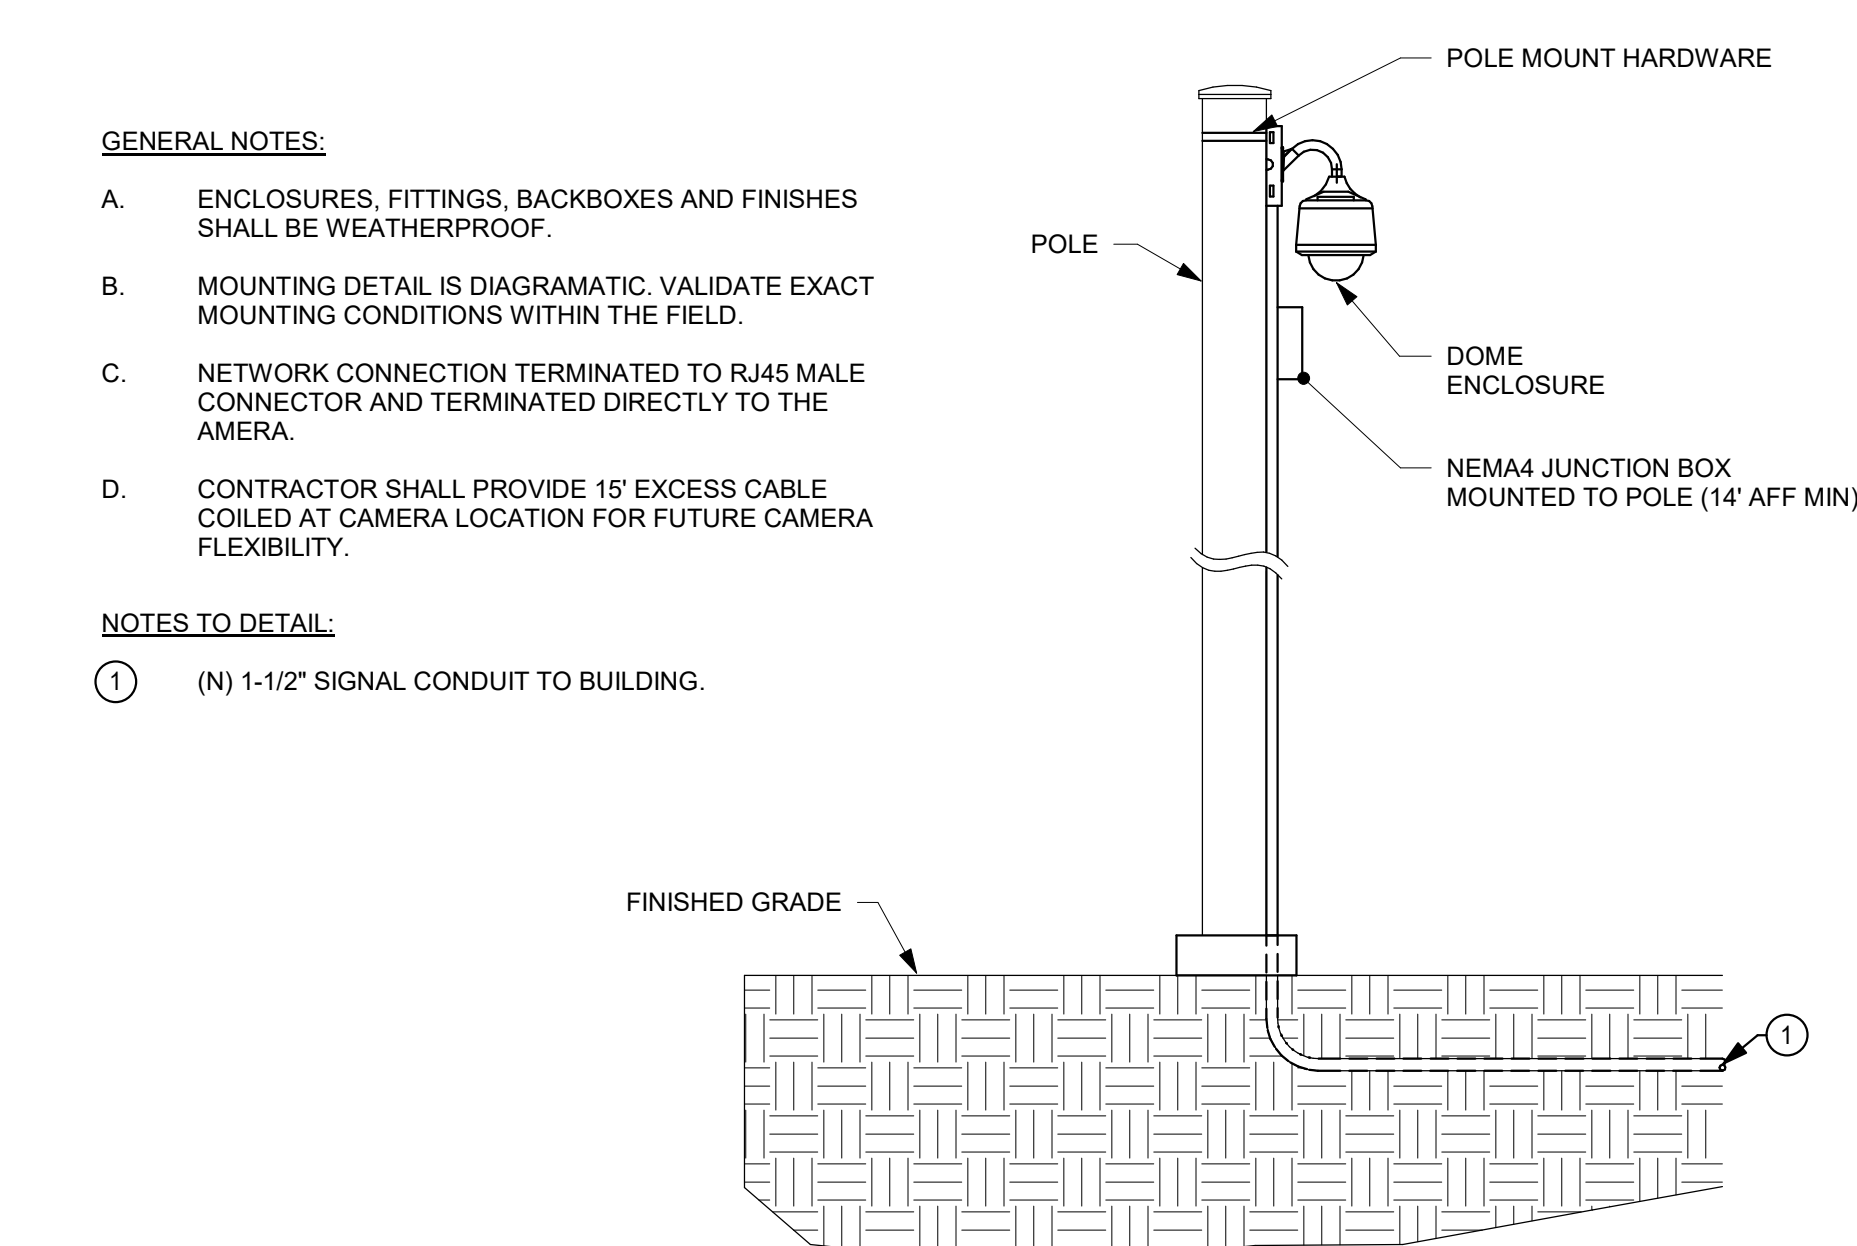 GENERAL NOTES:
A. ENCLOSURES, FITTINGS, BACKBOXES AND FINISHES
SHALL BE WEATHERPROOF.
B. MOUNTING DETAIL IS DIAGRAMATIC. VALIDATE EXACT
MOUNTING CONDITIONS WITHIN THE FIELD.
C. NETWORK CONNECTION TERMINATED TO RJ45 MALE
CONNECTOR AND TERMINATED DIRECTLY TO THE
AMERA.
D. CONTRACTOR SHALL PROVIDE 15' EXCESS CABLE
COILED AT CAMERA LOCATION FOR FUTURE CAMERA
FLEXIBILITY.
NOTES TO DETAIL:
1 (N) 1-1/2" SIGNAL CONDUIT TO BUILDING.
POLE MOUNT HARDWARE
POLE
DOME
ENCLOSURE
NEMA4 JUNCTION BOX
MOUNTED TO POLE (14' AFF MIN)
FINISHED GRADE
1